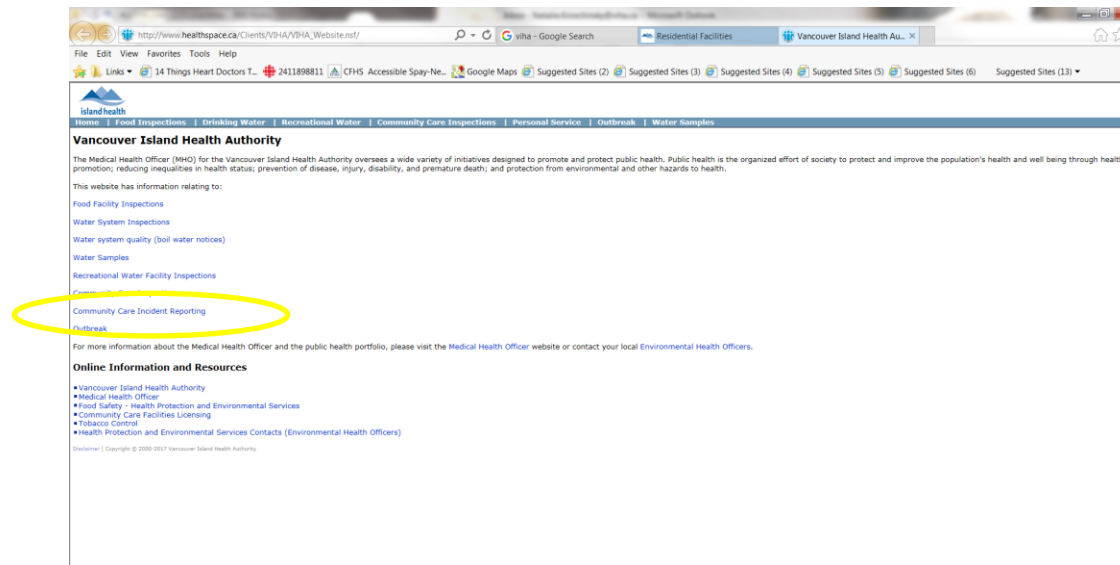 http://www.healthspace.ca/Clients/VIHA/VIHA_Website.nsf/
viha - Google Search
Residential Facilities
Vancouver Island Health Au... ×
File Edit View Favorites Tools Help
Links ▾ 14 Things Heart Doctors T... 2411898811 CFHS Accessible Spay-Ne... Google Maps Suggested Sites (2) Suggested Sites (3) Suggested Sites (4) Suggested Sites (5) Suggested Sites (6) Suggested Sites (13) ▾
island health
Home | Food Inspections | Drinking Water | Recreational Water | Community Care Inspections | Personal Service | Outbreak | Water Samples
Vancouver Island Health Authority
The Medical Health Officer (MHO) for the Vancouver Island Health Authority oversees a wide variety of initiatives designed to promote and protect public health. Public health is the organized effort of society to protect and improve the population's health and well being through healt
promotion; reducing inequalities in health status; prevention of disease, injury, disability, and premature death; and protection from environmental and other hazards to health.
This website has information relating to:
Food Facility Inspections
Water System Inspections
Water system quality (boil water notices)
Water Samples
Recreational Water Facility Inspections
Community Care Incident Reporting
Outbreak
For more information about the Medical Health Officer and the public health portfolio, please visit the Medical Health Officer website or contact your local Environmental Health Officers.
Online Information and Resources
▪Vancouver Island Health Authority
▪Medical Health Officer
▪Food Safety - Health Protection and Environmental Services
▪Community Care Facilities Licensing
▪Tobacco Control
▪Health Protection and Environmental Services Contacts (Environmental Health Officers)
Disclaimer | Copyright © 2000-2017 Vancouver Island Health Authority.